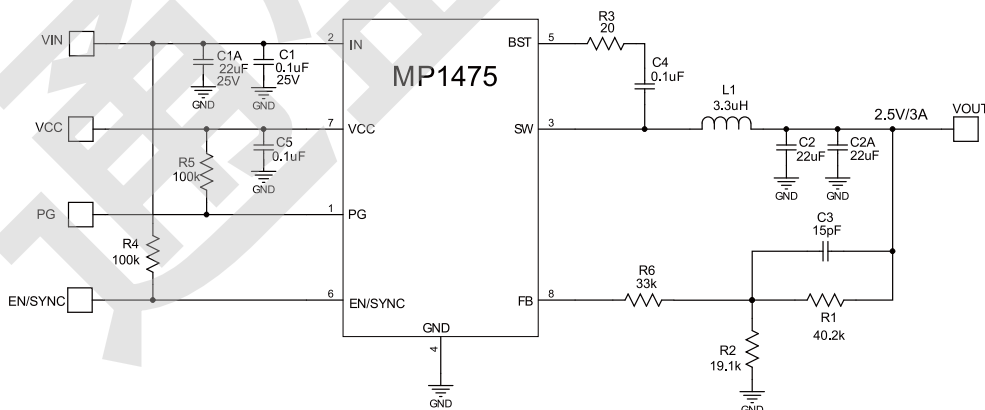 VIN
2
IN
C1A
22uF
25V
GND
C1
0.1uF
25V
GND
MP1475
BST
5
R3
20
C4
0.1uF
VCC
7
VCC
R5
100k
C5
0.1uF
GND
SW
3
L1
3.3uH
2.5V/3A
VOUT
C2
22uF
GND
C2A
22uF
GND
PG
1
PG
R4
100k
C3
15pF
EN/SYNC
6
EN/SYNC
FB
8
R6
33k
R1
40.2k
R2
19.1k
GND
GND
4
GND